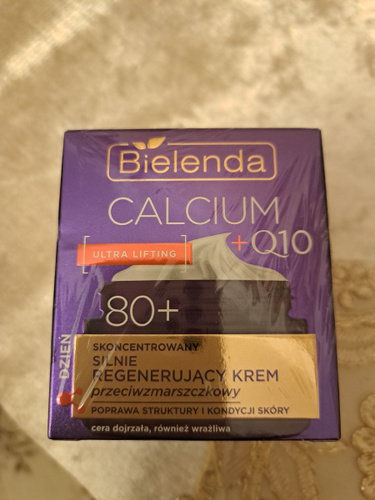 Bielenda
CALCIUM
+Q10
ULTRA LIFTING
80+
DZIEŃ
SKONCENTROWANY
SILNIE
REGENERUJĄCY KREM
przeciwzmarszczkowy
POPRAWA STRUKTURY I KONDYCJI SKÓRY
cera dojrzała, również wrażliwa